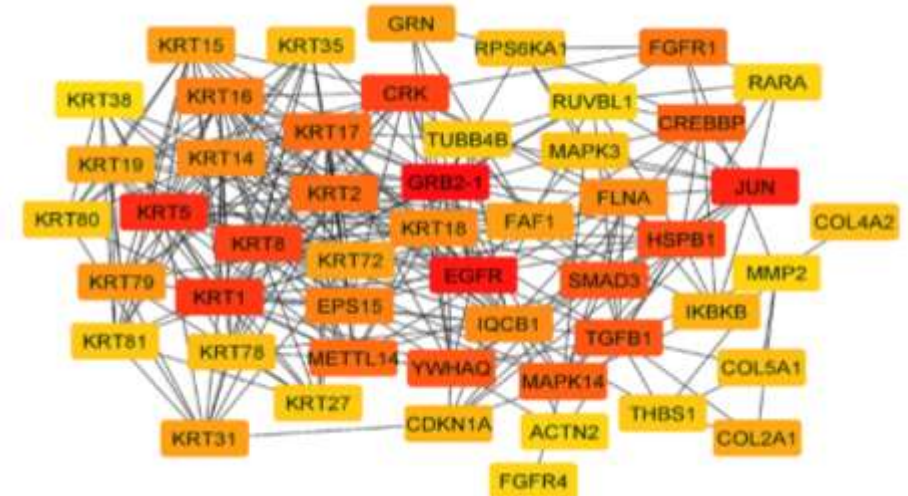 GRN
KRT15
KRT35
RPS6KA1
FGFR1
RARA
KRT38
KRT16
CRK
RUVBL1
CREBBP
KRT17
TUBB4B
MAPK3
KRT19
KRT14
KRT2
GRB2-1
FLNA
JUN
KRT80
KRT5
KRT18
FAF1
COL4A2
KRT8
HSPB1
KRT72
EGFR
SMAD3
MMP2
KRT79
KRT1
EPS15
IQCB1
IKBKB
KRT81
KRT78
METTL14
YWHAQ
TGFB1
MAPK14
COL5A1
KRT27
CDKN1A
THBS1
KRT31
ACTN2
COL2A1
FGFR4